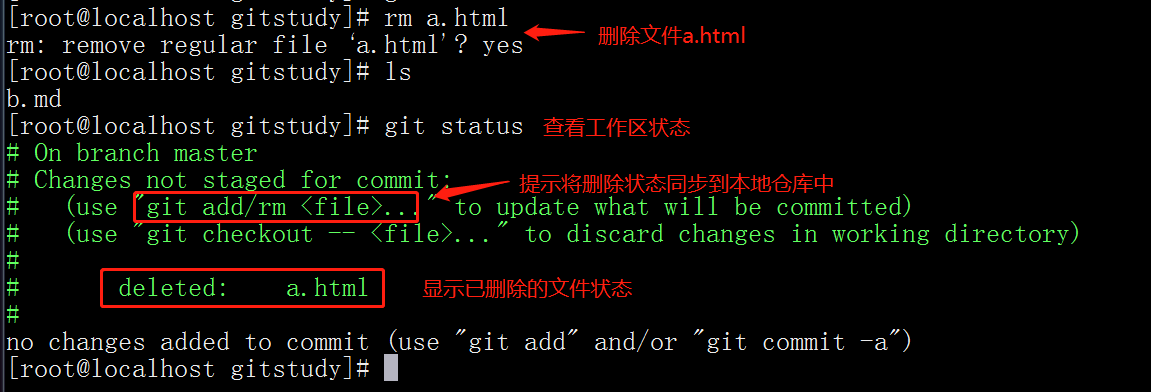 [root@localhost gitstudy]# rm a.html
rm: remove regular file ‘a.html’? yes
删除文件a.html
[root@localhost gitstudy]# ls
b.md
[root@localhost gitstudy]# git status 查看工作区状态
# On branch master
# Changes not staged for commit:
提示将删除状态同步到本地仓库中
#   (use "git add/rm <file>..." to update what will be committed)
#   (use "git checkout -- <file>..." to discard changes in working directory)
#
#       deleted:    a.html 显示已删除的文件状态
#
no changes added to commit (use "git add" and/or "git commit -a")
[root@localhost gitstudy]#